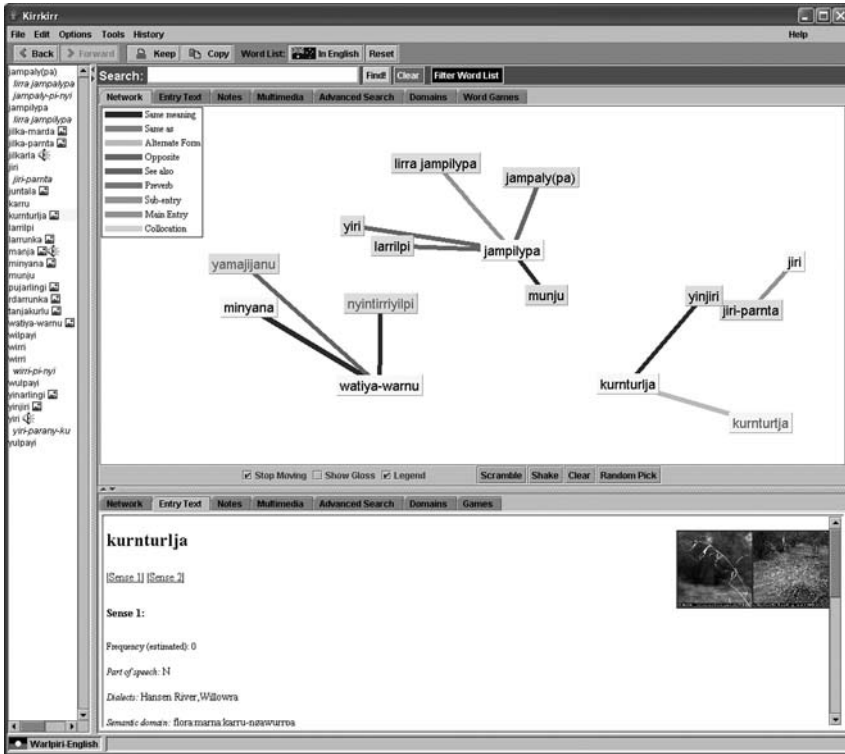 Kirrkirr
File Edit Options Tools History Help
Back Forward Keep Copy Word List: In English Reset
jampaly(pa)
lirra jampalypa
jampaly-pi-nyi
jampilypa
lirra jampilypa
jilka-marda
jilka-parnta
jilkarla
jiri
jiri-parnta
juntala
karru
kurnturlja
larrilpi
larrunka
manja
minyana
munju
pujarlingi
rdarrunka
tanjakurlu
watiya-warnu
wilpayi
wirri
wirri
wirri-pi-nyi
wulpayi
yinarlingi
yinjiri
yiri
yiri-parany-ku
yulpayi
Search: Find! Clear Filter Word List
Network Entry Text Notes Multimedia Advanced Search Domains Word Games
Same meaning
Same as
Alternate Form
Opposite
See also
Preverb
Sub-entry
Main Entry
Collocation
lirra jampilypa
jampaly(pa)
yiri
larrilpi
jampilypa
munju
yamajijanu
minyana
nyintirriyilpi
watiya-warnu
jiri
yinjiri
jiri-parnta
kurnturlja
kurnturtja
Stop Moving Show Gloss Legend Scramble Shake Clear Random Pick
Network Entry Text Notes Multimedia Advanced Search Domains Games
kurnturlja
[Sense 1] [Sense 2]
Sense 1:
Frequency (estimated): 0
Part of speech: N
Dialects: Hansen River, Willowra
Semantic domain: flora:marna:karru-ngawurrpa
Warlpiri-English